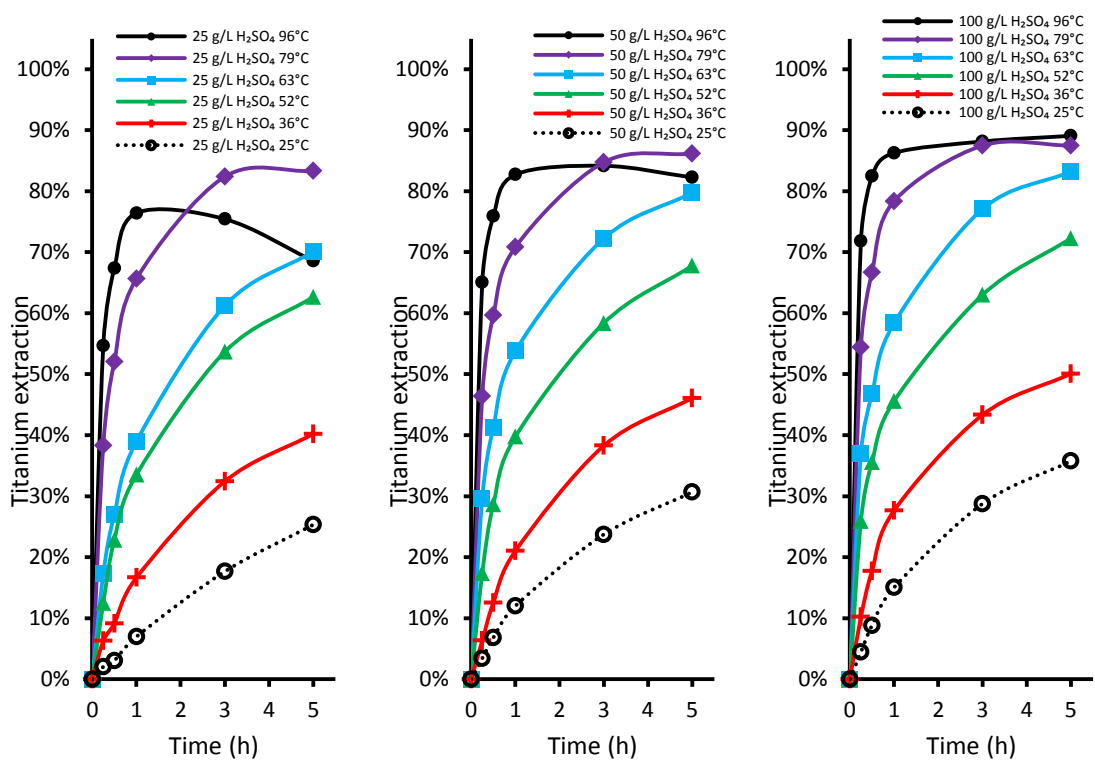 25 g/L H₂SO₄ 96°C
25 g/L H₂SO₄ 79°C
25 g/L H₂SO₄ 63°C
25 g/L H₂SO₄ 52°C
25 g/L H₂SO₄ 36°C
25 g/L H₂SO₄ 25°C
100%
90%
80%
70%
60%
50%
40%
30%
20%
10%
0%
Titanium extraction
0 1 2 3 4 5
Time (h)
50 g/L H₂SO₄ 96°C
50 g/L H₂SO₄ 79°C
50 g/L H₂SO₄ 63°C
50 g/L H₂SO₄ 52°C
50 g/L H₂SO₄ 36°C
50 g/L H₂SO₄ 25°C
100%
90%
80%
70%
60%
50%
40%
30%
20%
10%
0%
Titanium extraction
0 1 2 3 4 5
Time (h)
100 g/L H₂SO₄ 96°C
100 g/L H₂SO₄ 79°C
100 g/L H₂SO₄ 63°C
100 g/L H₂SO₄ 52°C
100 g/L H₂SO₄ 36°C
100 g/L H₂SO₄ 25°C
100%
90%
80%
70%
60%
50%
40%
30%
20%
10%
0%
Titanium extraction
0 1 2 3 4 5
Time (h)